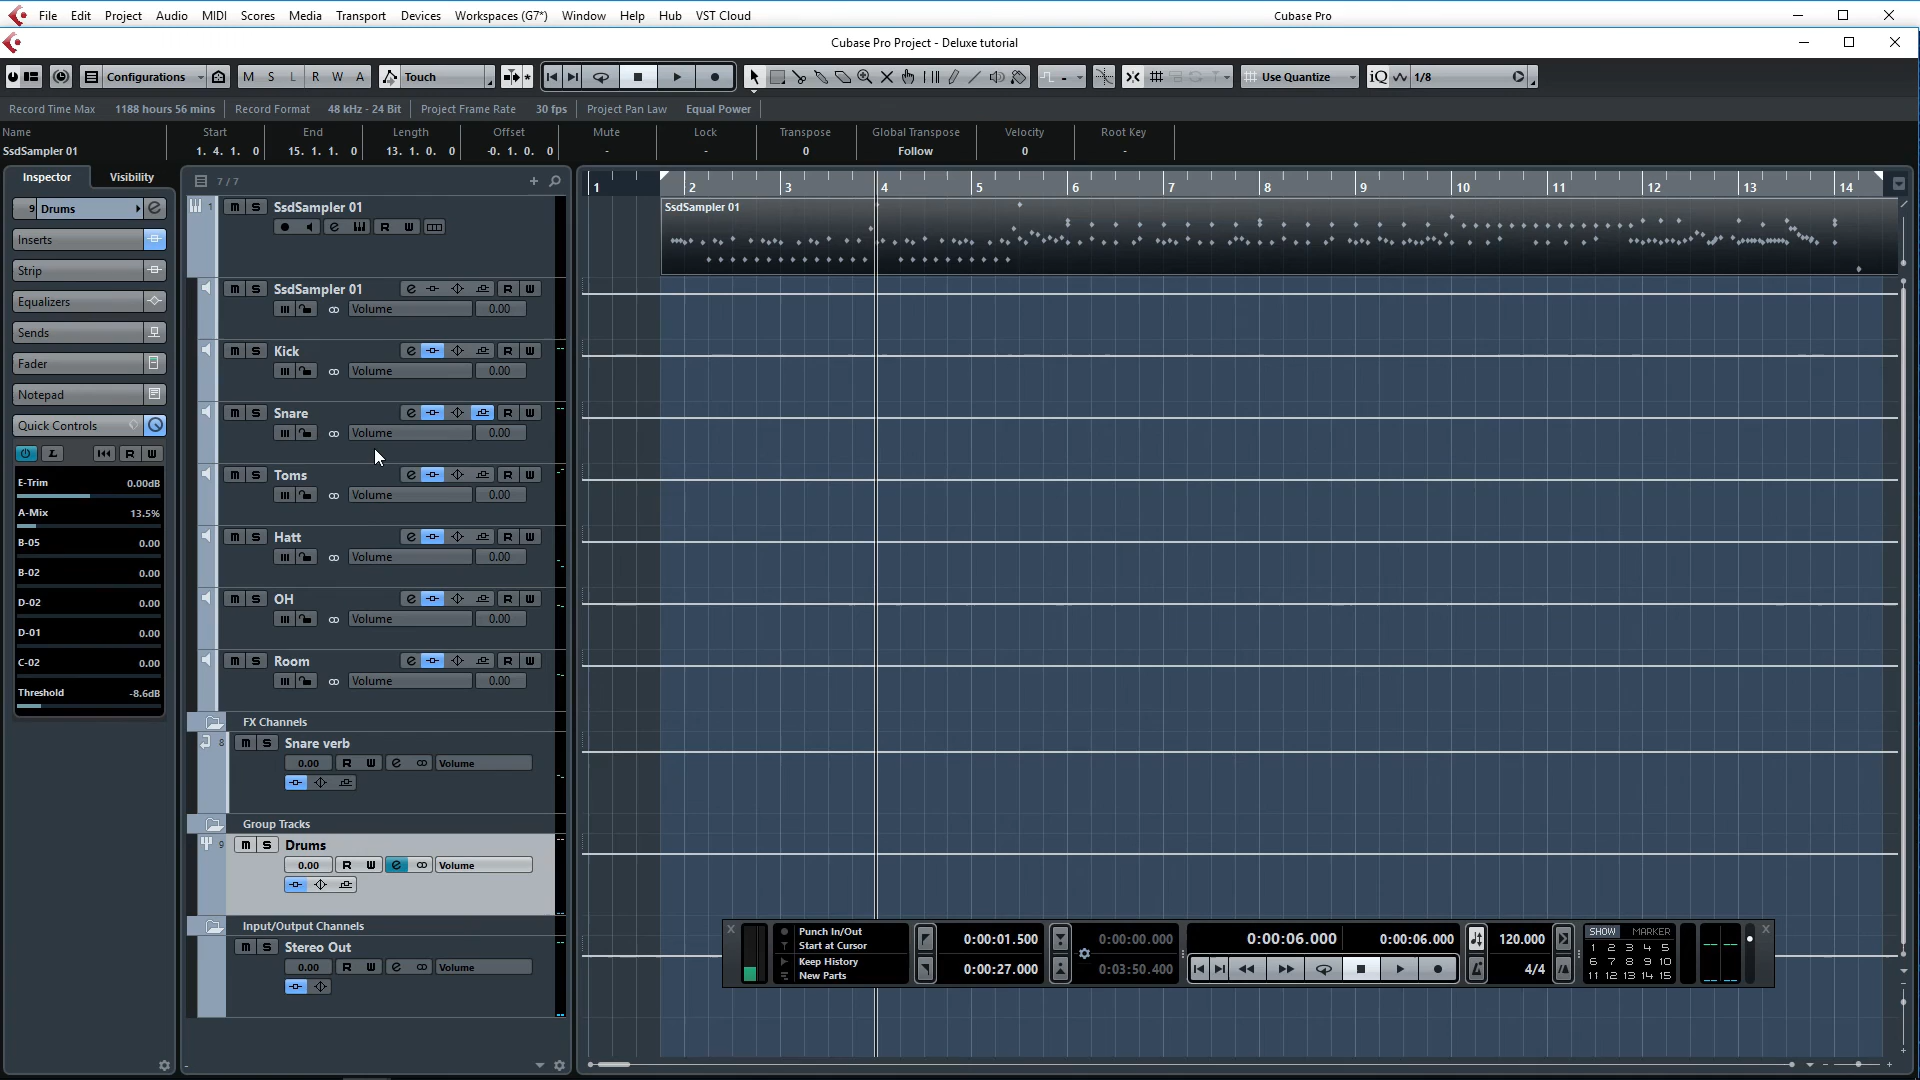 File Edit Project Audio MIDI Scores Media Transport Devices Workspaces (G7*) Window Help Hub VST Cloud Cubase Pro
Cubase Pro Project - Deluxe tutorial
Configurations M S L R W A Touch Use Quantize iQ 1/8
Record Time Max 1188 hours 56 mins Record Format 48 kHz - 24 Bit Project Frame Rate 30 fps Project Pan Law Equal Power
Name Start End Length Offset Mute Lock Transpose Global Transpose Velocity Root Key
SsdSampler 01 1. 4. 1. 0 15. 1. 1. 0 13. 1. 0. 0 -0. 1. 0. 0 - - 0 Follow 0 -
Inspector Visibility 7 / 7 1 2 3 4 5 6 7 8 9 10 11 12 13 14
9 Drums
Inserts
Strip
Equalizers
Sends
Fader
Notepad
Quick Controls
L R W
E-Trim 0.00dB
A-Mix 13.5%
B-05 0.00
B-02 0.00
D-02 0.00
D-01 0.00
C-02 0.00
Threshold -8.6dB
1 m S SsdSampler 01
e R W
m S SsdSampler 01 e R W
Volume 0.00
m S Kick e R W
Volume 0.00
m S Snare e R W
Volume 0.00
m S Toms e R W
Volume 0.00
m S Hatt e R W
Volume 0.00
m S OH e R W
Volume 0.00
m S Room e R W
Volume 0.00
FX Channels
8 m S Snare verb
0.00 R W e Volume
Group Tracks
9 m S Drums
0.00 R W e Volume
Input/Output Channels
m S Stereo Out
0.00 R W e Volume
SsdSampler 01
X Punch In/Out
Start at Cursor
Keep History
New Parts
0:00:01.500
0:00:27.000
0:00:00.000
0:03:50.400
0:00:06.000 0:00:06.000
120.000
4/4
SHOW MARKER
1 2 3 4 5
6 7 8 9 10
11 12 13 14 15
X